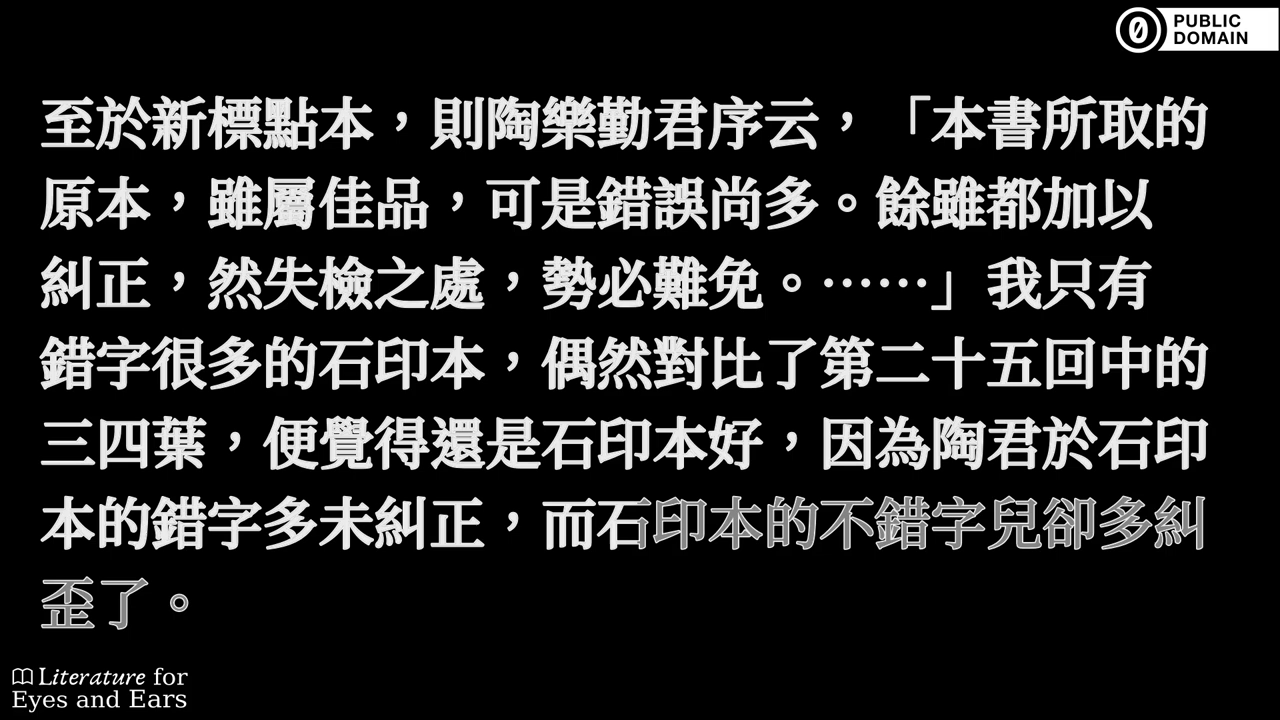 PUBLIC
DOMAIN
至於新標點本，則陶樂勤君序云，「本書所取的
原本，雖屬佳品，可是錯誤尚多。餘雖都加以
糾正，然失檢之處，勢必難免。……」我只有
錯字很多的石印本，偶然對比了第二十五回中的
三四葉，便覺得還是石印本好，因為陶君於石印
本的錯字多未糾正，而石印本的不錯字兒卻多糾
歪了。
Literature for
Eyes and Ears